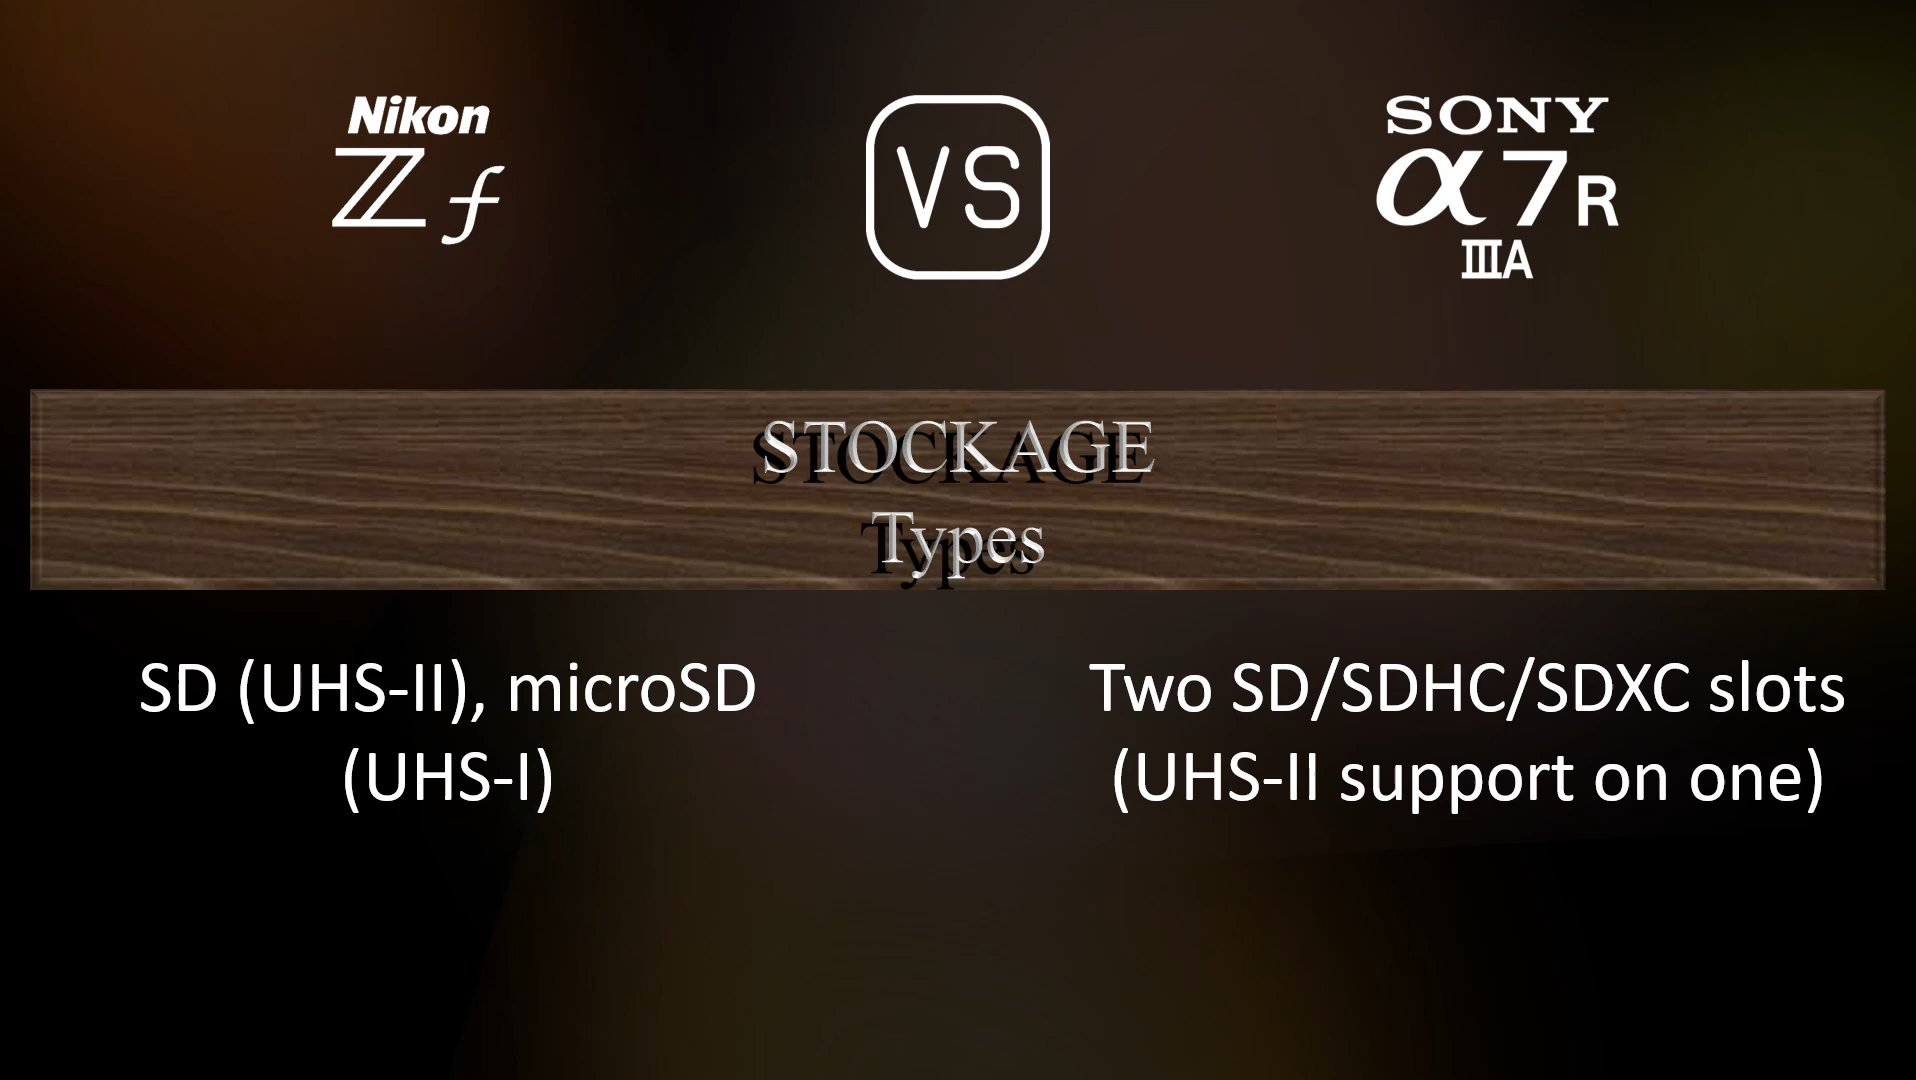 Nikon
Z f
VS
SONY
α7R
IIIA
STOCKAGE
Types
SD (UHS-II), microSD
(UHS-I)
Two SD/SDHC/SDXC slots
(UHS-II support on one)